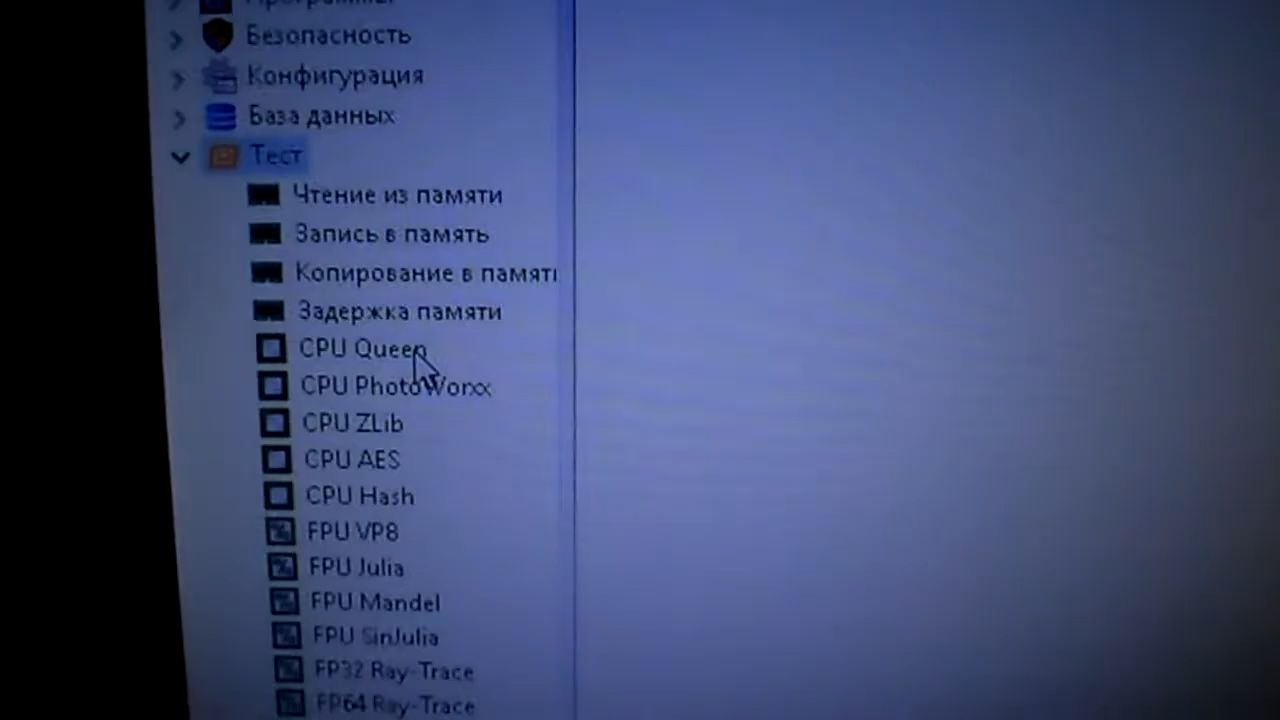 Программы
Безопасность
Конфигурация
База данных
Тест
Чтение из памяти
Запись в память
Копирование в памяти
Задержка памяти
CPU Queen
CPU PhotoWorxx
CPU ZLib
CPU AES
CPU Hash
FPU VP8
FPU Julia
FPU Mandel
FPU SinJulia
FP32 Ray-Trace
FP64 Ray-Trace